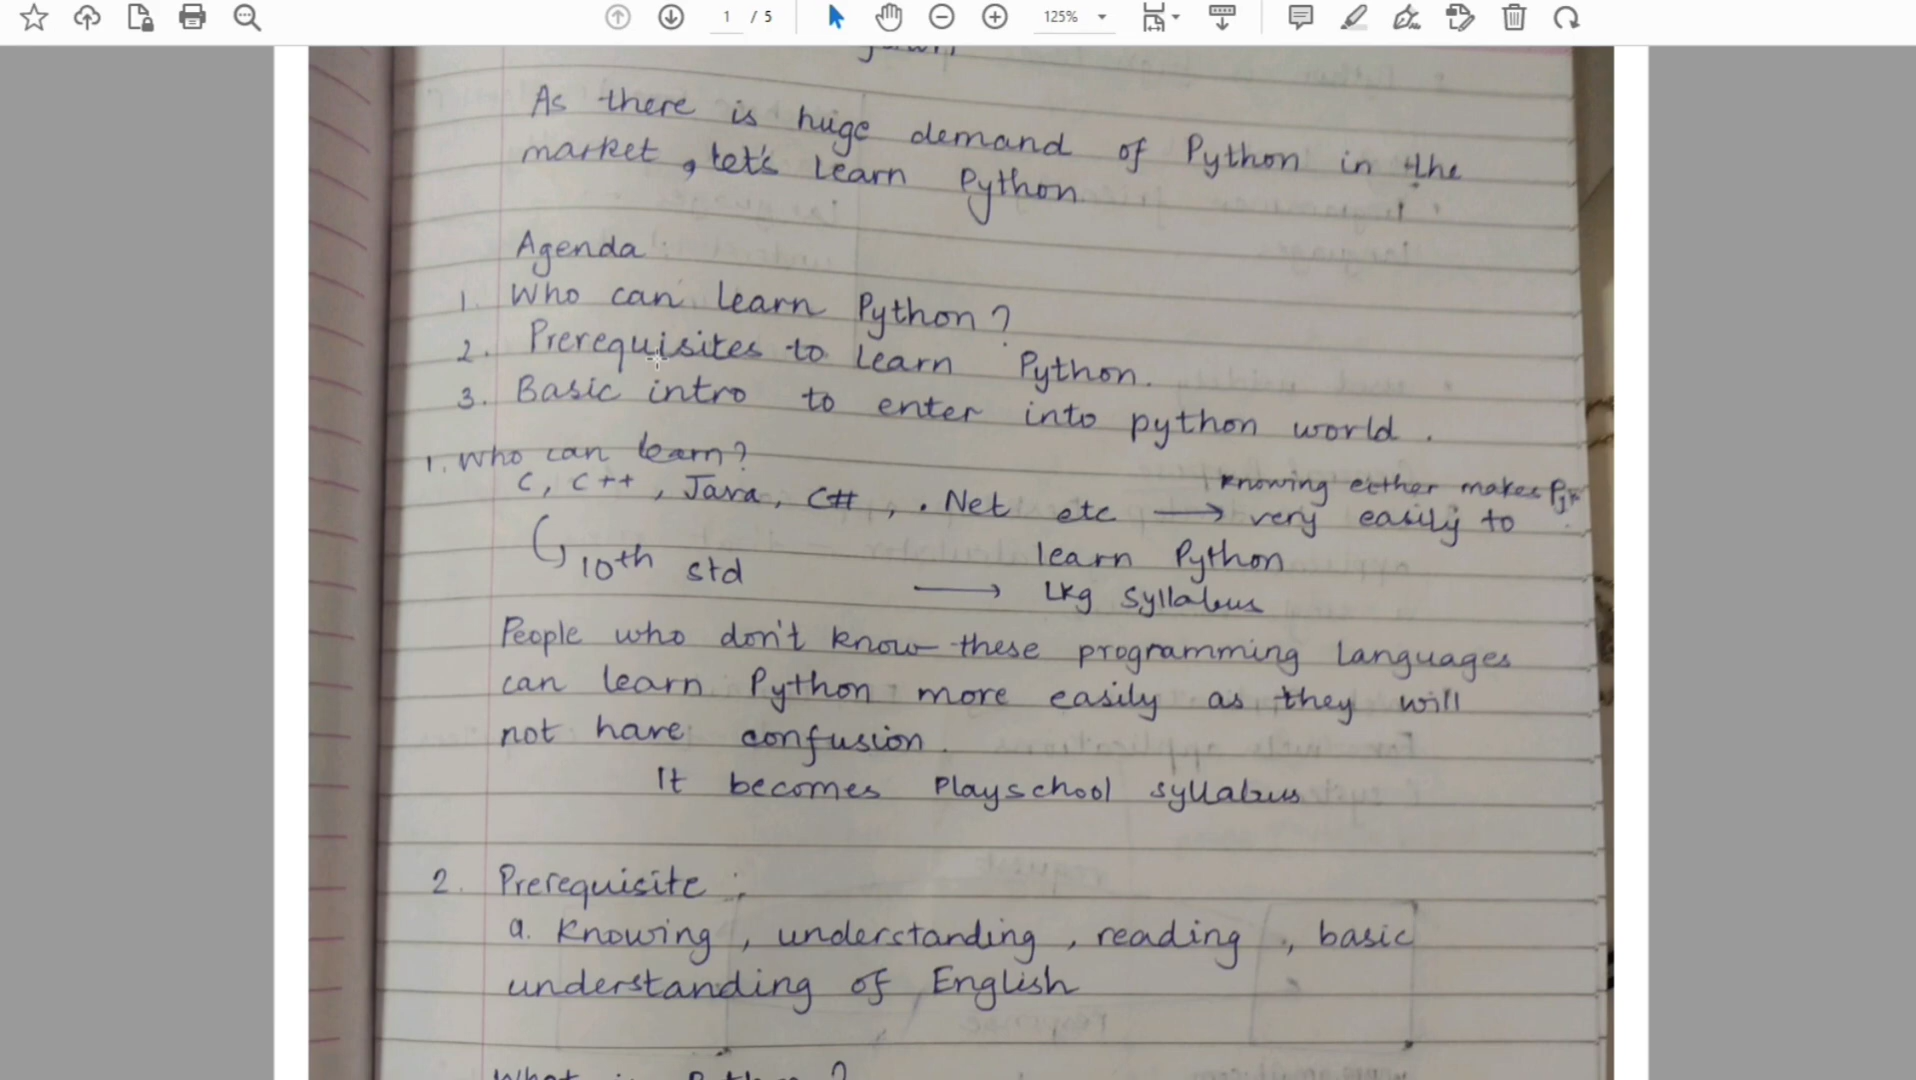 1 / 5
125%
As there is huge demand of Python in the
market, let's learn Python.
Agenda:
1. Who can learn Python?
2. Prerequisites to learn Python.
3. Basic intro to enter into python world.
1. Who can learn?
C, C++, Java, C#, .Net etc → knowing either makes
very easily to
learn Python
10th std → Lkg syllabus
People who don't know these programming languages
can learn Python more easily as they will
not have confusion.
It becomes Playschool syllabus
2. Prerequisite:
a. Knowing, understanding, reading, basic
understanding of English